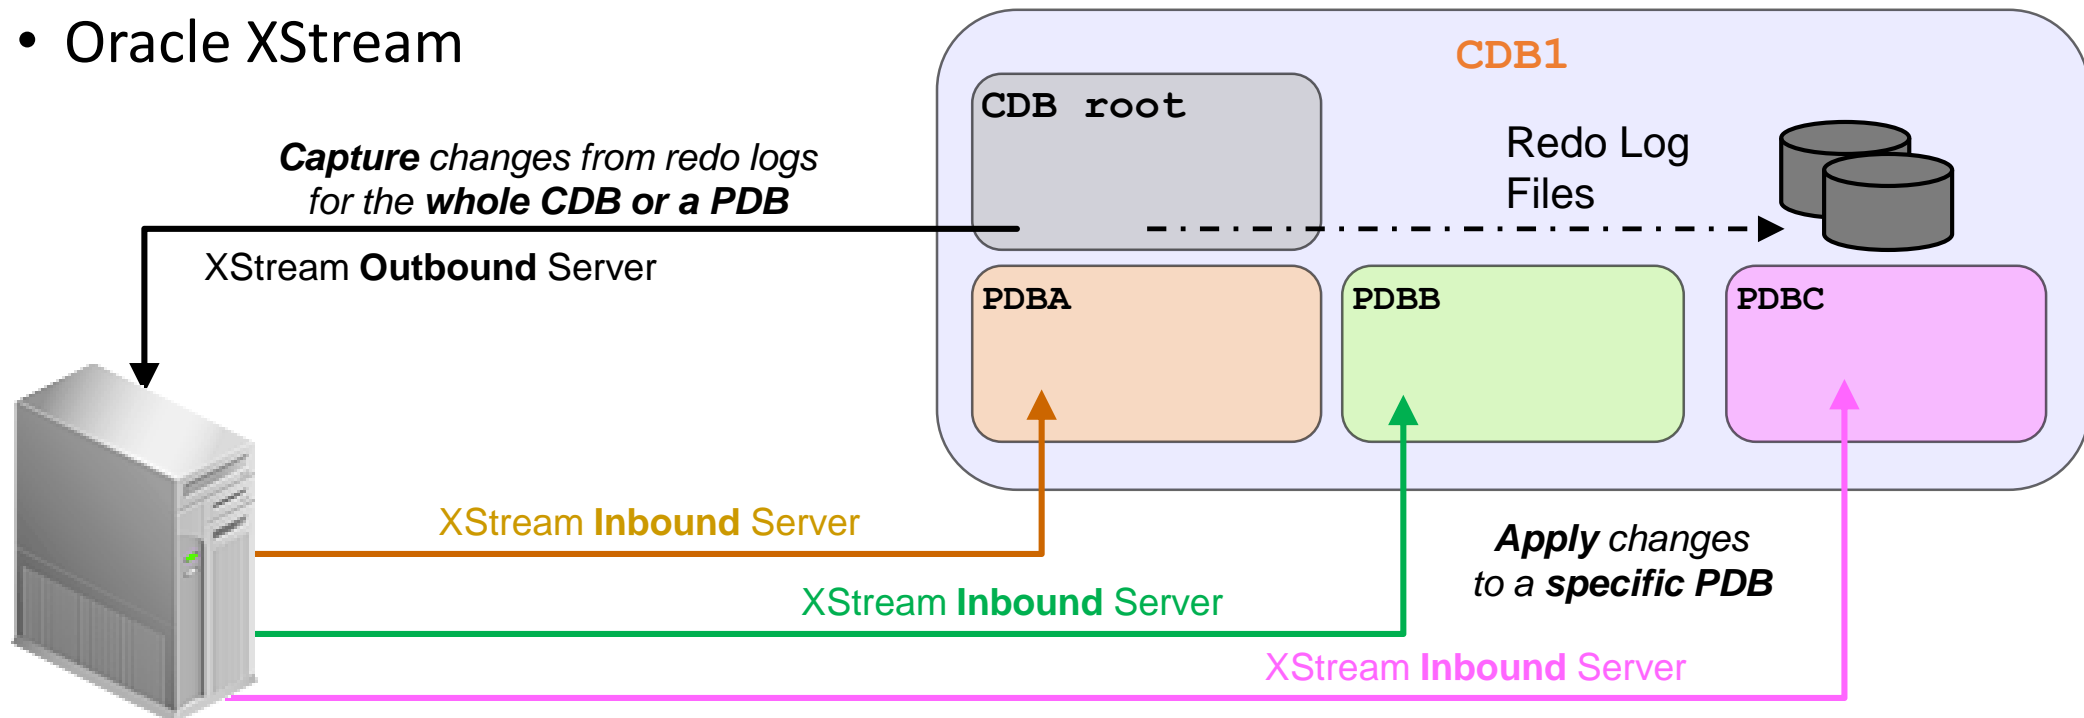 • Oracle XStream
CDB1
CDB root
Capture changes from redo logs
for the whole CDB or a PDB
Redo Log
Files
XStream Outbound Server
PDBA
PDBB
PDBC
XStream Inbound Server
Apply changes
to a specific PDB
XStream Inbound Server
XStream Inbound Server